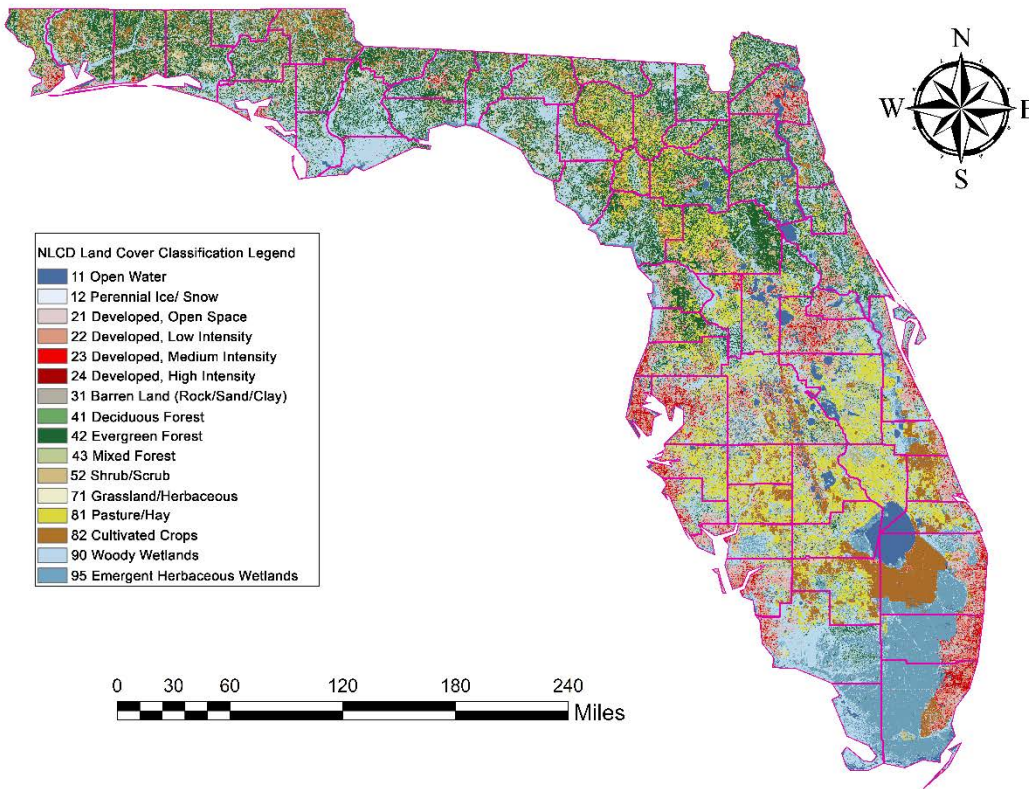 N
W E
S
NLCD Land Cover Classification Legend
11 Open Water
12 Perennial Ice/ Snow
21 Developed, Open Space
22 Developed, Low Intensity
23 Developed, Medium Intensity
24 Developed, High Intensity
31 Barren Land (Rock/Sand/Clay)
41 Deciduous Forest
42 Evergreen Forest
43 Mixed Forest
52 Shrub/Scrub
71 Grassland/Herbaceous
81 Pasture/Hay
82 Cultivated Crops
90 Woody Wetlands
95 Emergent Herbaceous Wetlands
0 30 60 120 180 240
Miles